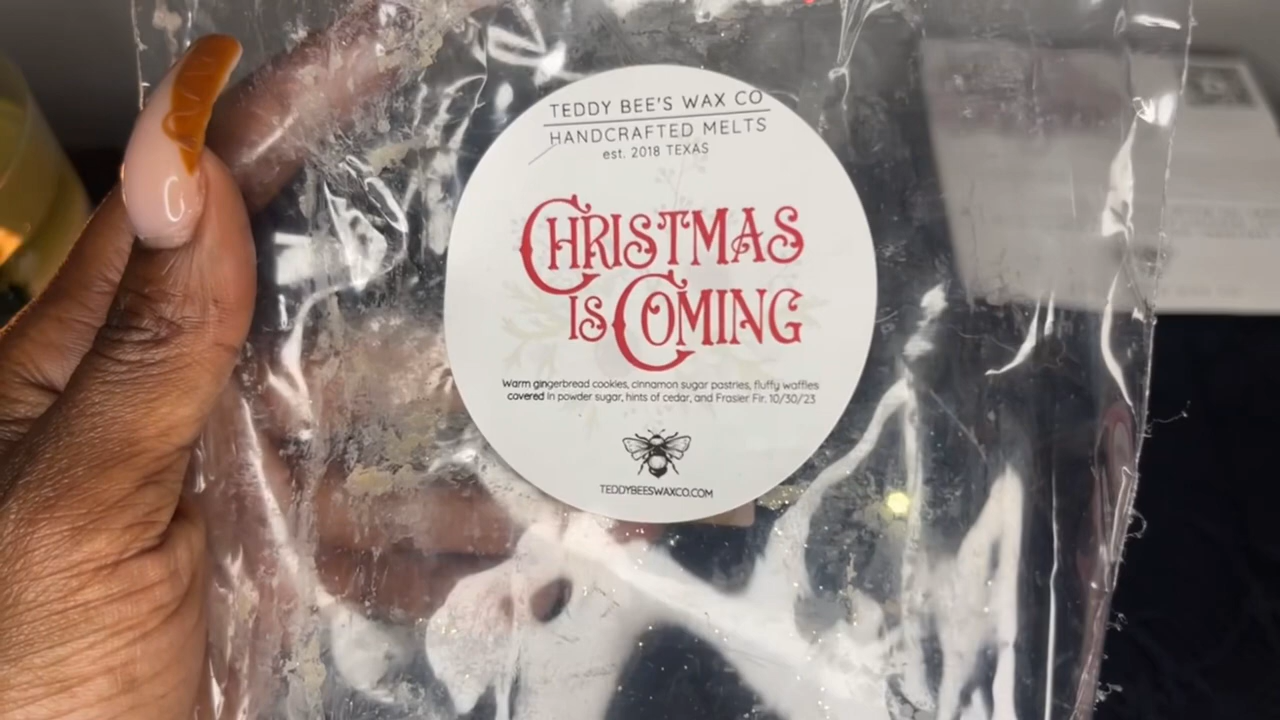 TEDDY BEE'S WAX CO
HANDCRAFTED MELTS
est. 2018 TEXAS
CHRISTMAS
IS COMING
Warm gingerbread cookies, cinnamon sugar pastries, fluffy waffles
covered in powder sugar, hints of cedar, and Frasier Fir. 10/30/23
TEDDYBEESWAXCO.COM